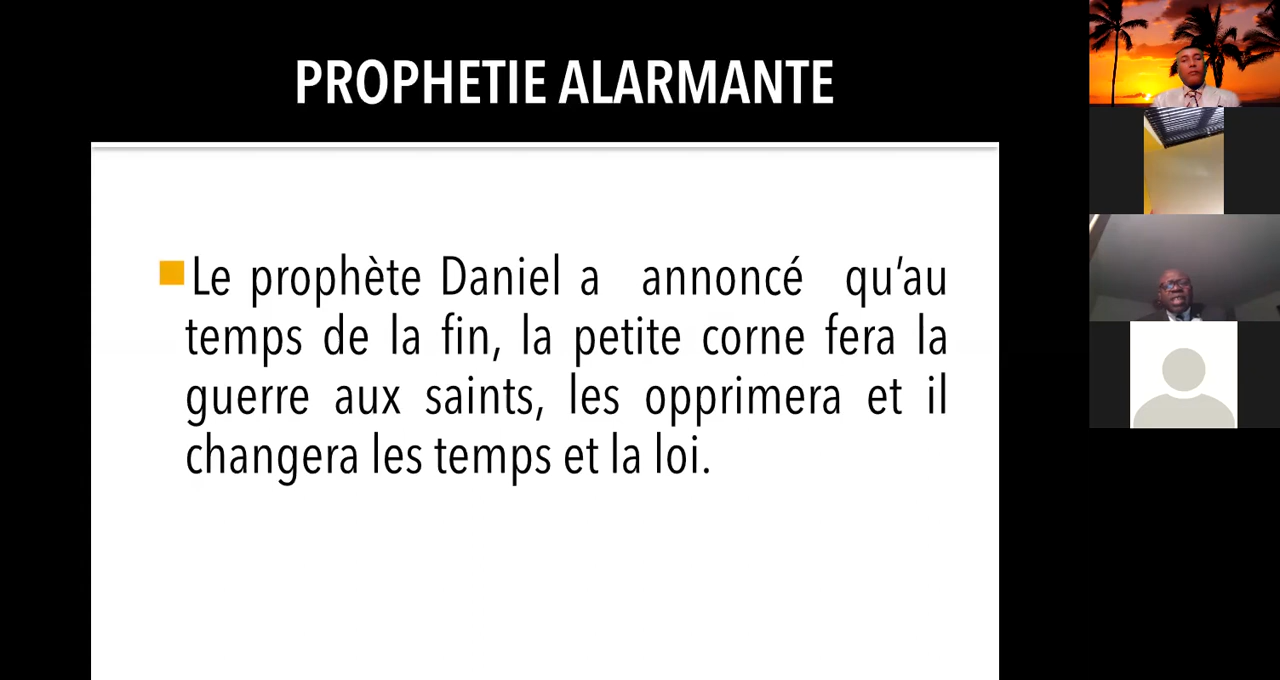 PROPHETIE ALARMANTE
Le prophète Daniel a annoncé qu’au
temps de la fin, la petite corne fera la
guerre aux saints, les opprimera et il
changera les temps et la loi.